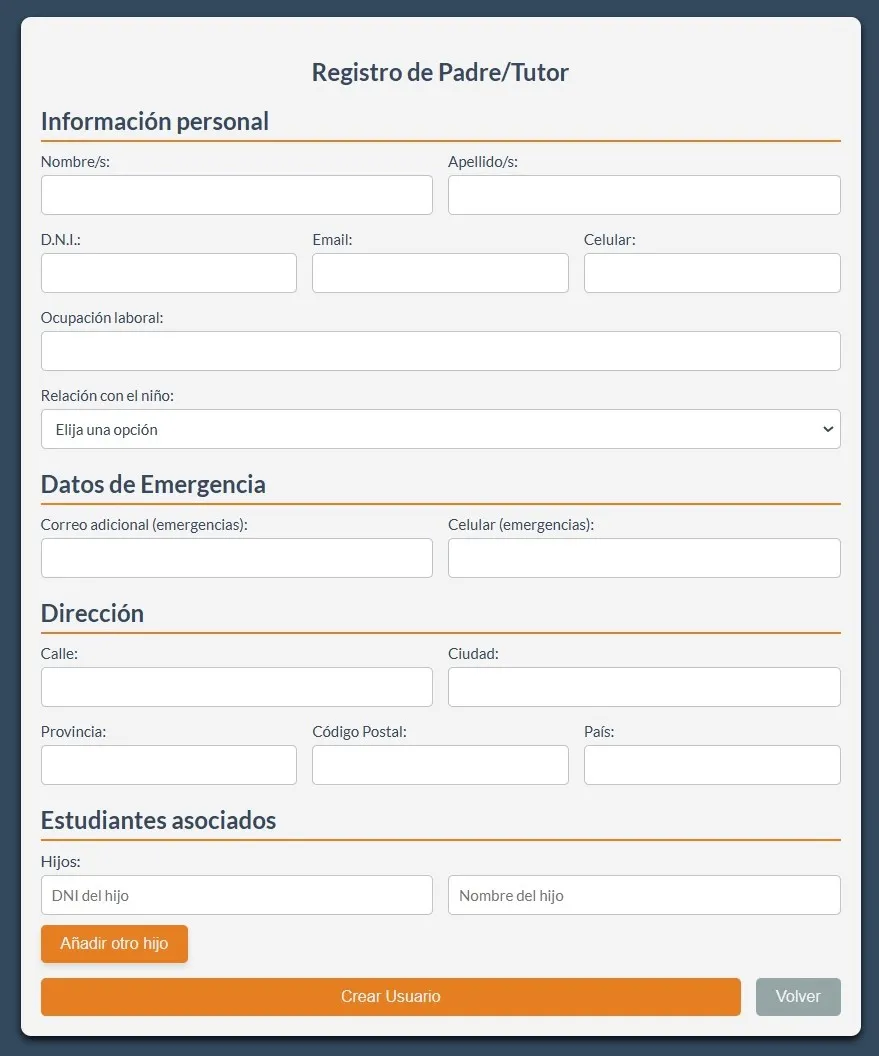 Registro de Padre/Tutor
Información personal
Nombre/s: Apellido/s:
D.N.I.: Email: Celular:
Ocupación laboral:
Relación con el niño:
Elija una opción
Datos de Emergencia
Correo adicional (emergencias): Celular (emergencias):
Dirección
Calle: Ciudad:
Provincia: Código Postal: País:
Estudiantes asociados
Hijos:
DNI del hijo Nombre del hijo
Añadir otro hijo
Crear Usuario Volver